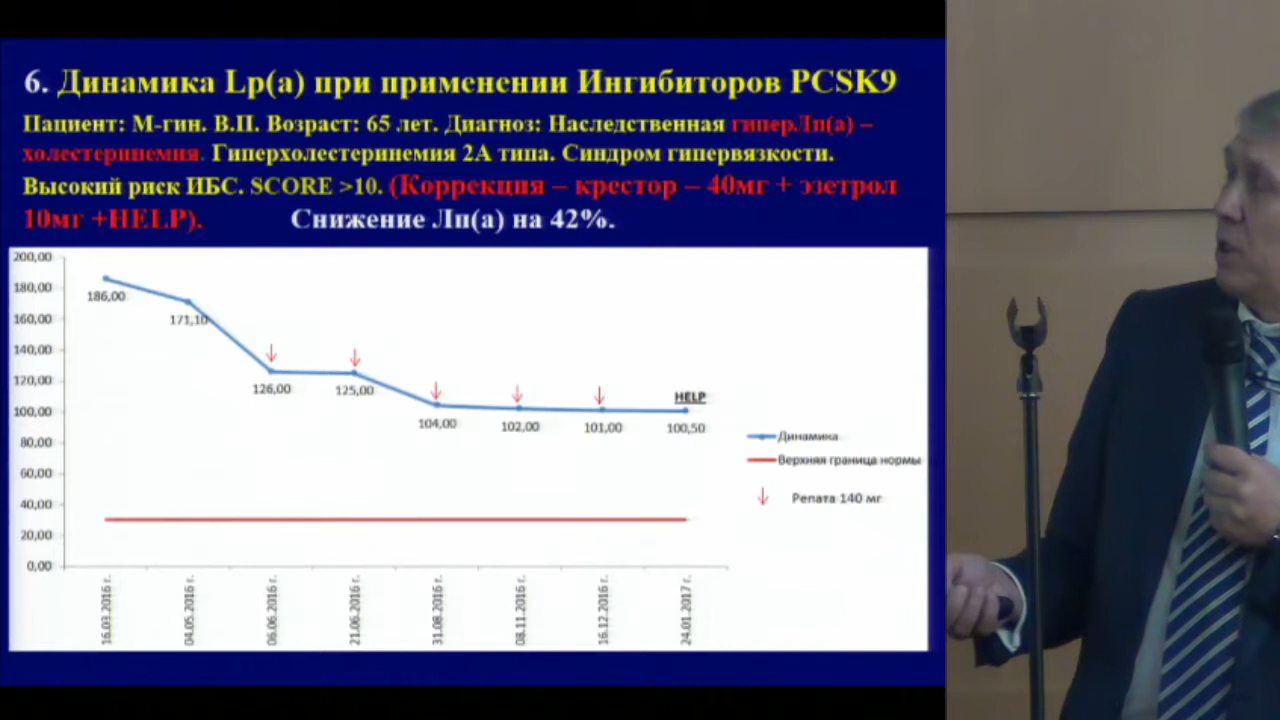 6. Динамика Lp(a) при применении Ингибиторов PCSK9
Пациент: М-гин. В.П. Возраст: 65 лет. Диагноз: Наследственная гиперЛп(а) –
холестеринемия. Гиперхолестеринемия 2А типа. Синдром гипервязкости.
Высокий риск ИБС. SCORE >10. (Коррекция – крестор – 40мг + эзетрол
10мг +HELP). Снижение Лп(а) на 42%.
200,00
180,00
160,00
140,00
120,00
100,00
80,00
60,00
40,00
20,00
0,00
186,00
171,10
126,00
125,00
104,00
102,00
101,00
100,50
HELP
Динамика
Верхняя граница нормы
Репата 140 мг
16.03.2016 г.
04.05.2016 г.
06.06.2016 г.
21.06.2016 г.
31.08.2016 г.
08.11.2016 г.
16.12.2016 г.
24.01.2017 г.